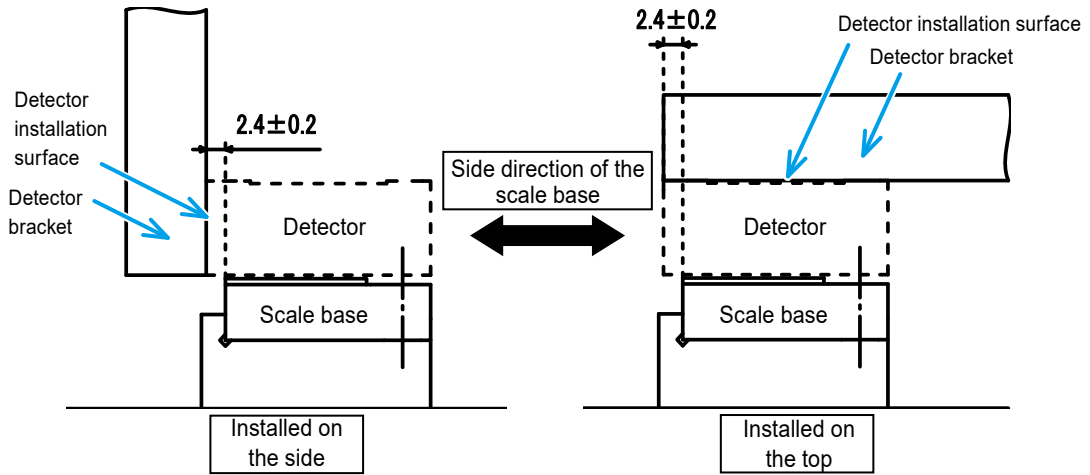 Detector
installation
surface
Detector
bracket
2.4±0.2
Detector
Scale base
Installed on
the side
Side direction of the
scale base
2.4±0.2
Detector installation surface
Detector bracket
Detector
Scale base
Installed on
the top